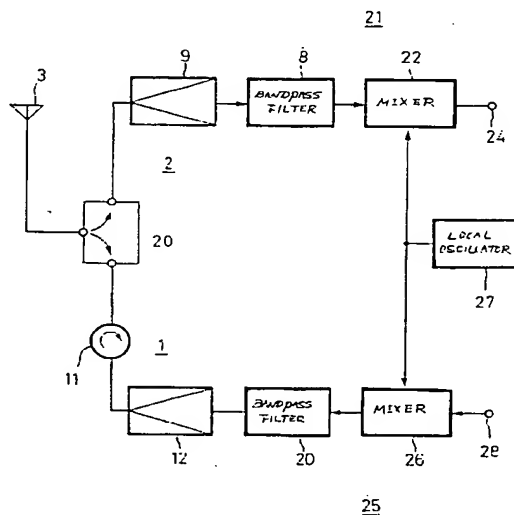 21
9
8
22
3
BANDPASS
FILTER
MIXER
24
2
20
LOCAL
OSCILLATOR
27
11
1
BANDPASS
FILTER
MIXER
12
20
26
28
25